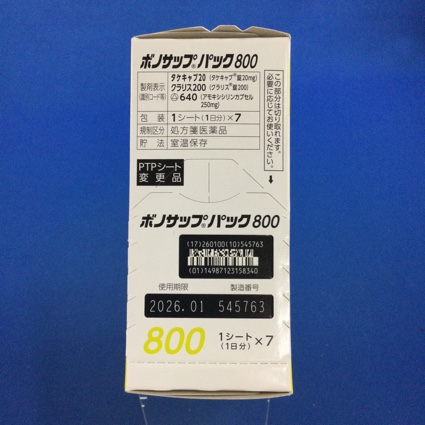 ボノサップ®パック800
製剤表示
(識別コード等)
タケキャブ20 (タケキャブ®錠20mg)
クラリス200 (クラリス®錠200)
640 (アモキシシリンカプセル
250mg)
包装 1シート(1日分)×7
規制区分 処方箋医薬品
貯法 室温保存
この部分は切り取れます。
必要に応じてお使いください。
PTPシート
変更品
ボノサップ®パック800
(17)260100(10)545763
(01)14987123158340
使用期限 製造番号
2026.01 545763
800 1シート×7
(1日分)